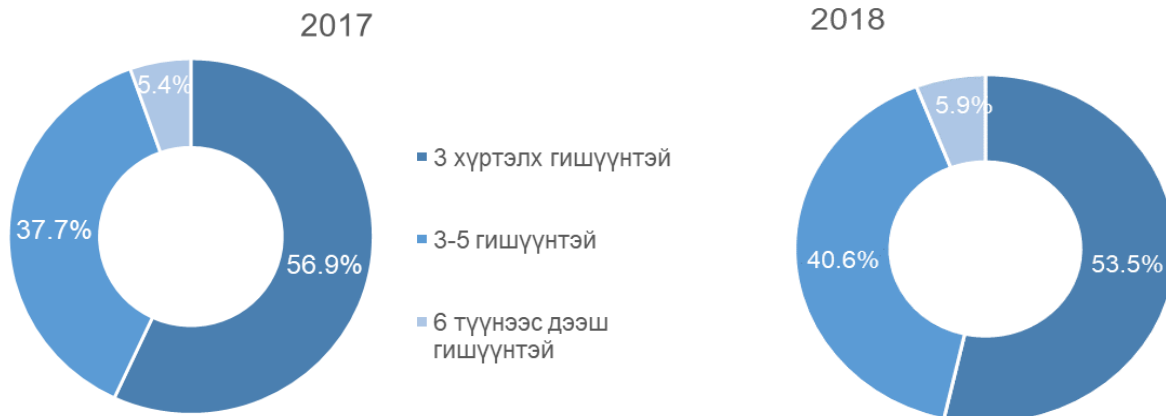 2017
5.4%
37.7%
56.9%
3 хүртэлх гишүүнтэй
3-5 гишүүнтэй
6 түүнээс дээш
гишүүнтэй
2018
5.9%
40.6%
53.5%